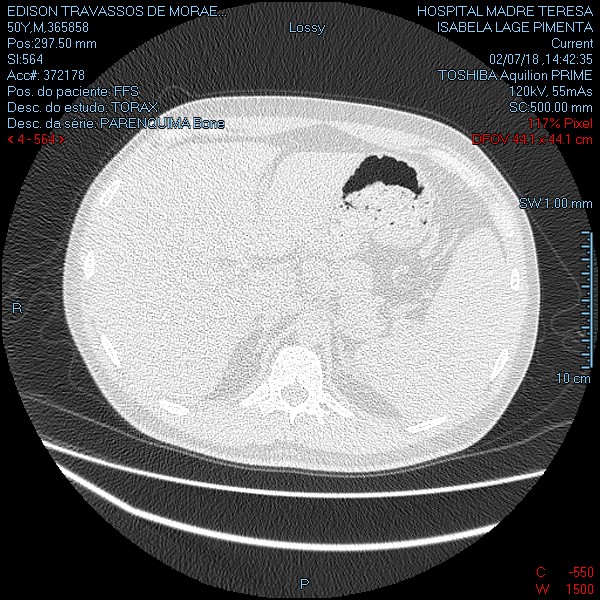 EDISON TRAVASSOS DE MORAE...
50Y,M,365858
Pos:297.50 mm
SI:564
Acc#: 372178
Pos. do paciente: FFS
Desc. do estudo: TORAX
Desc. da série: PARENQUIMA Bone
< 4 - 564 >
Lossy
HOSPITAL MADRE TERESA
ISABELA LAGE PIMENTA
Current
02/07/18 ,14:42:35
TOSHIBA Aquilion PRIME
120kV, 55mAs
SC:500.00 mm
117% Pixel
DFOV 44.1 x 44.1 cm
SW:1.00 mm
R
10 cm
P
C -550
W 1500